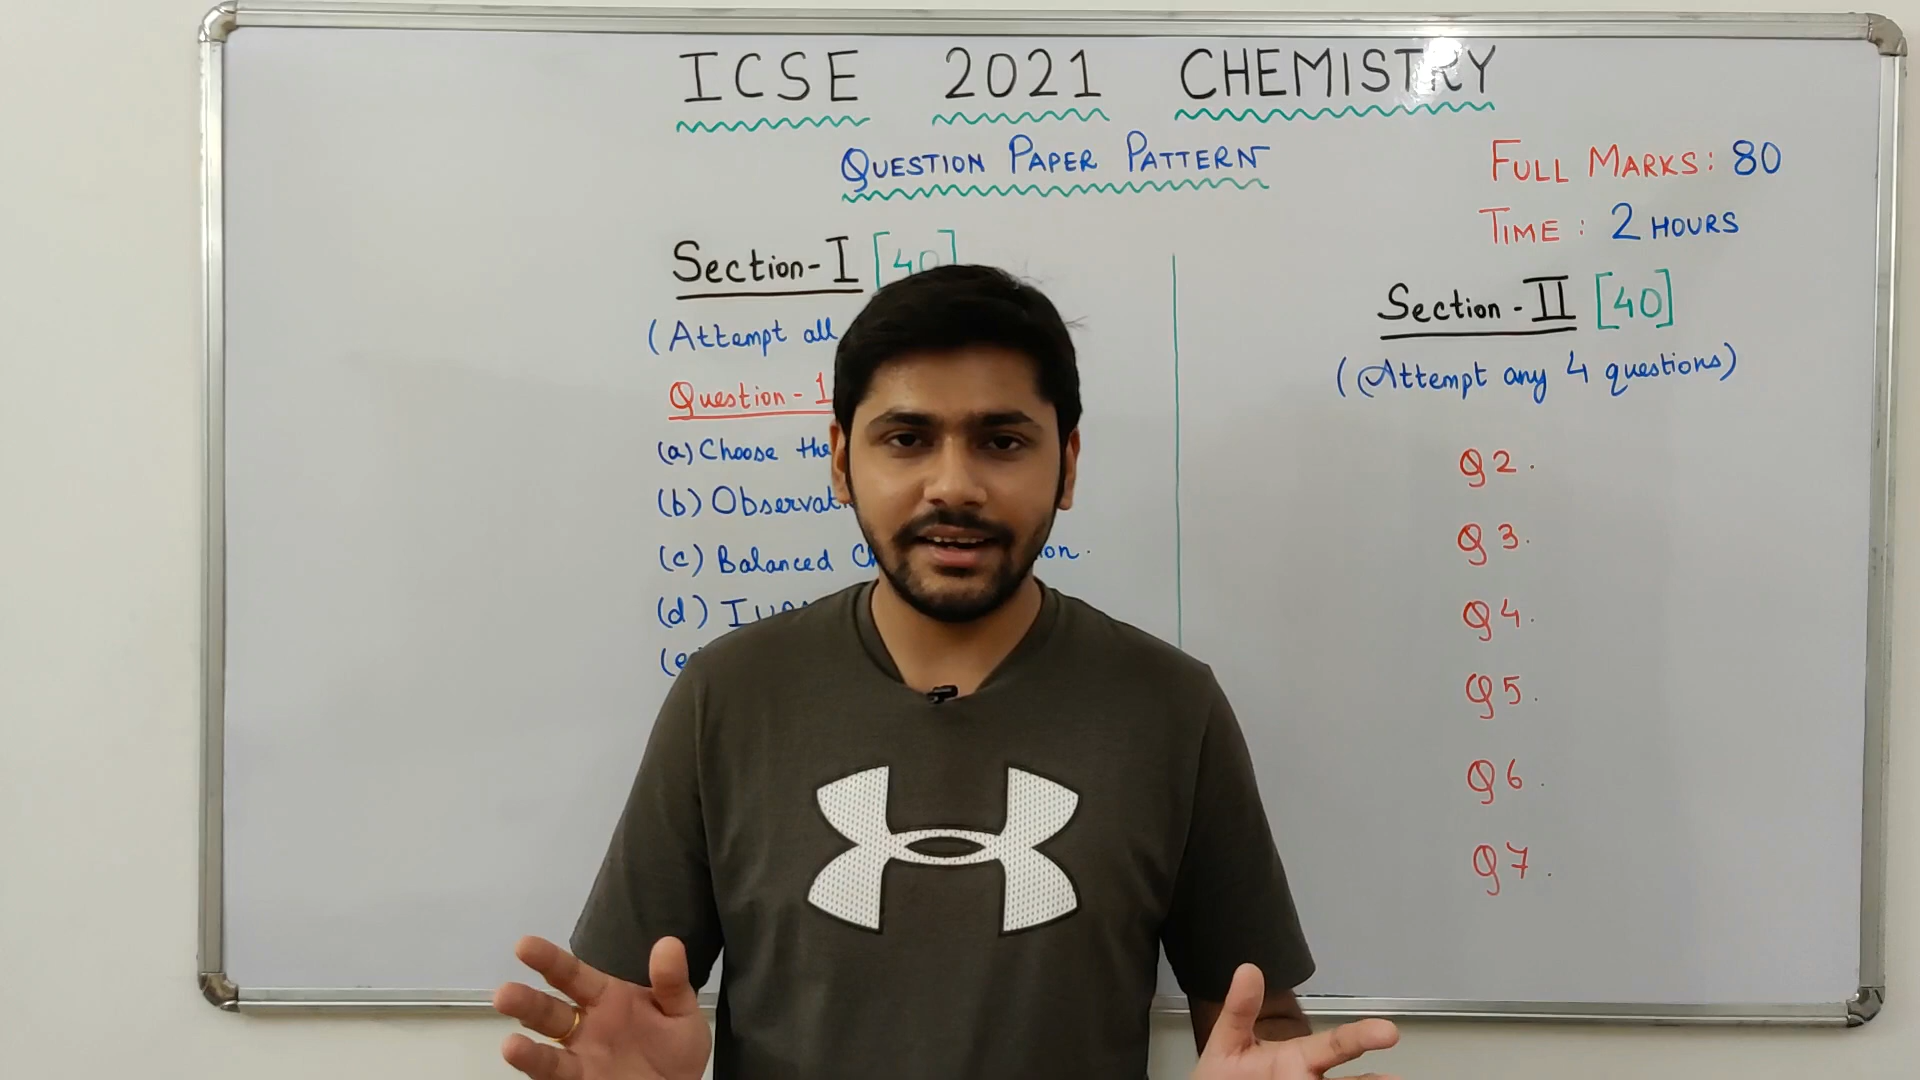 ICSE 2021 CHEMISTRY
QUESTION PAPER PATTERN
FULL MARKS: 80
TIME : 2 HOURS
Section-I [40]
(Attempt all
Question-1
(a) Choose the
(b)
(c) Balanced
(d)
Section-II [40]
(Attempt any 4 questions)
Q2.
Q3.
Q4.
Q5.
Q6.
Q7.